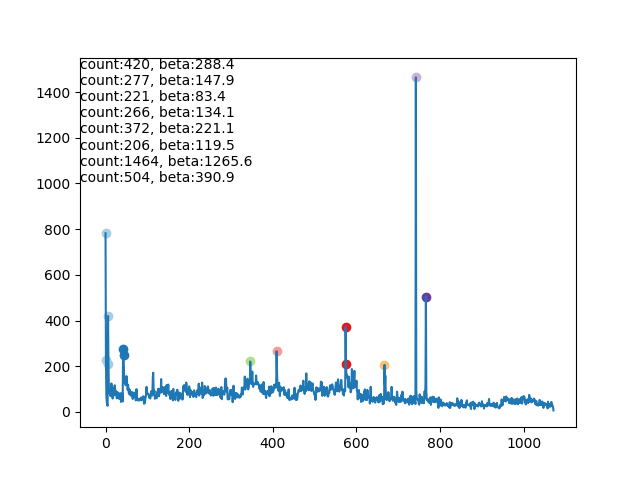 count:420, beta:288.4
count:277, beta:147.9
count:221, beta:83.4
count:266, beta:134.1
count:372, beta:221.1
count:206, beta:119.5
count:1464, beta:1265.6
count:504, beta:390.9
1400
1200
1000
800
600
400
200
0
0 200 400 600 800 1000